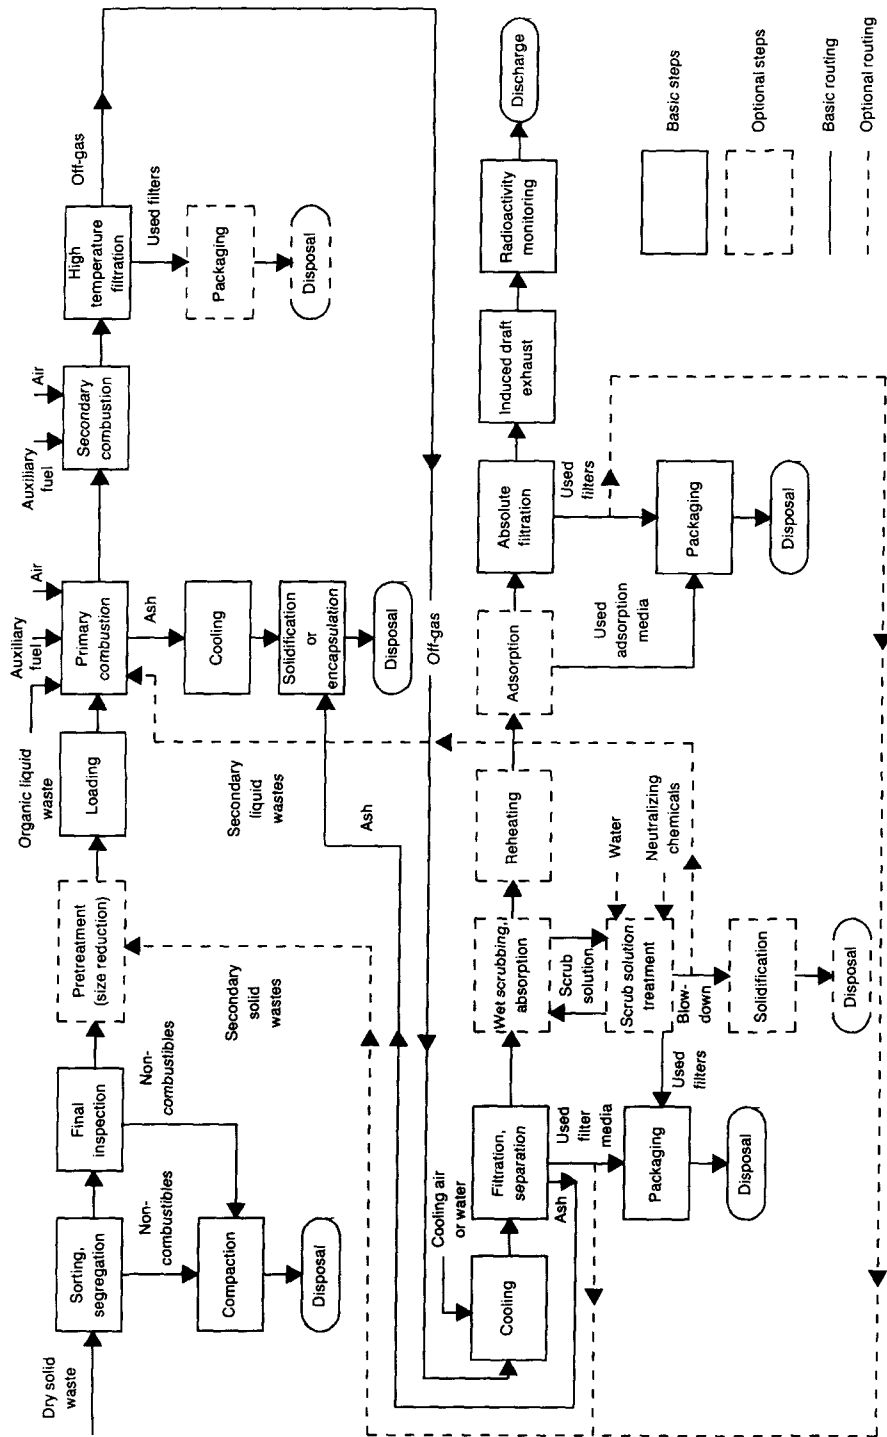 Dry solid
waste
Sorting,
segregation
Non-
combustibles
Compaction
Disposal
Final
inspection
Non-
combustibles
Pretreatment
(size reduction)
Secondary
solid
wastes
Loading
Organic liquid
waste
Auxiliary
fuel
Air
Primary
combustion
Ash
Cooling
Solidification
or
encapsulation
Disposal
Secondary
liquid
wastes
Ash
Auxiliary
fuel
Air
Secondary
combustion
High
temperature
filtration
Used filters
Packaging
Disposal
Off-gas
Off-gas
Cooling air
or water
Cooling
Filtration,
separation
Ash
Used
filter
media
Packaging
Disposal
Used
filters
Wet scrubbing,
absorption
Scrub
solution
Scrub solution
treatment
Water
Neutralizing
chemicals
Blow-
down
Solidification
Disposal
Reheating
Adsorption
Used
adsorption
media
Absolute
filtration
Used
filters
Packaging
Disposal
Induced draft
exhaust
Radioactivity
monitoring
Discharge
Basic steps
Optional steps
Basic routing
Optional routing